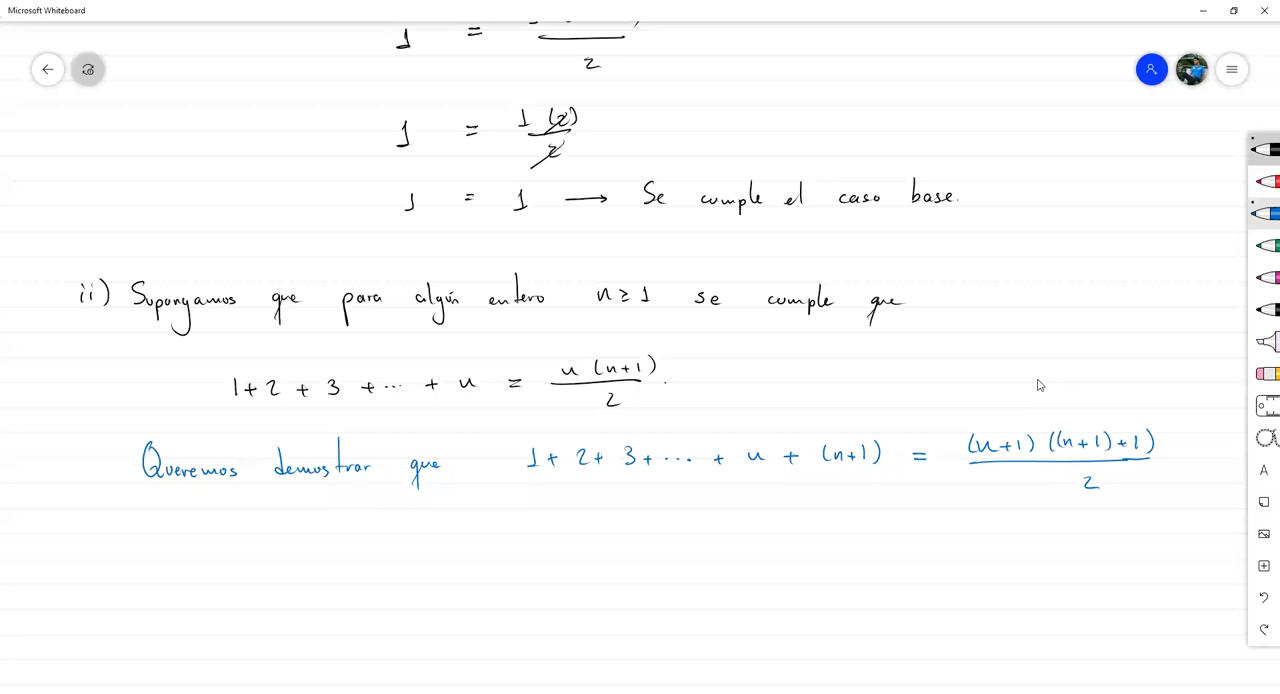 Microsoft Whiteboard
1 = 
2
1 = 1 (2)
2
1 = 1 → Se cumple el caso base.
ii) Supongamos que para algún entero n ≥ 1 se cumple que
1 + 2 + 3 + ... + n = n (n+1)
2
Queremos demostrar que 1 + 2 + 3 + ... + n + (n+1) = (n+1) ((n+1) + 1)
2
A